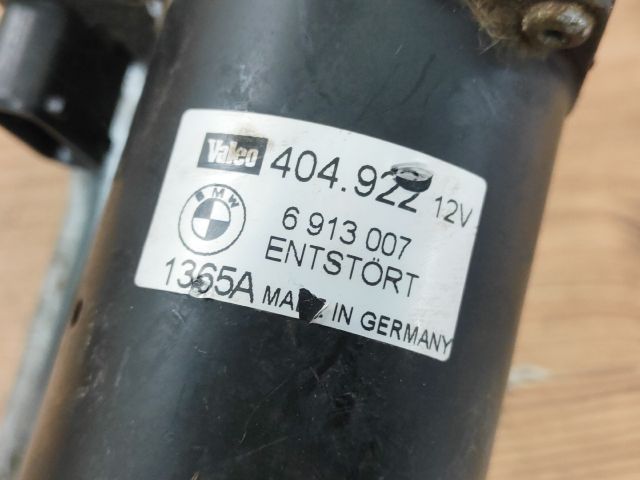 Valeo 404.922 12V
BMW 6 913 007
ENTSTÖRT
1365A MADE IN GERMANY